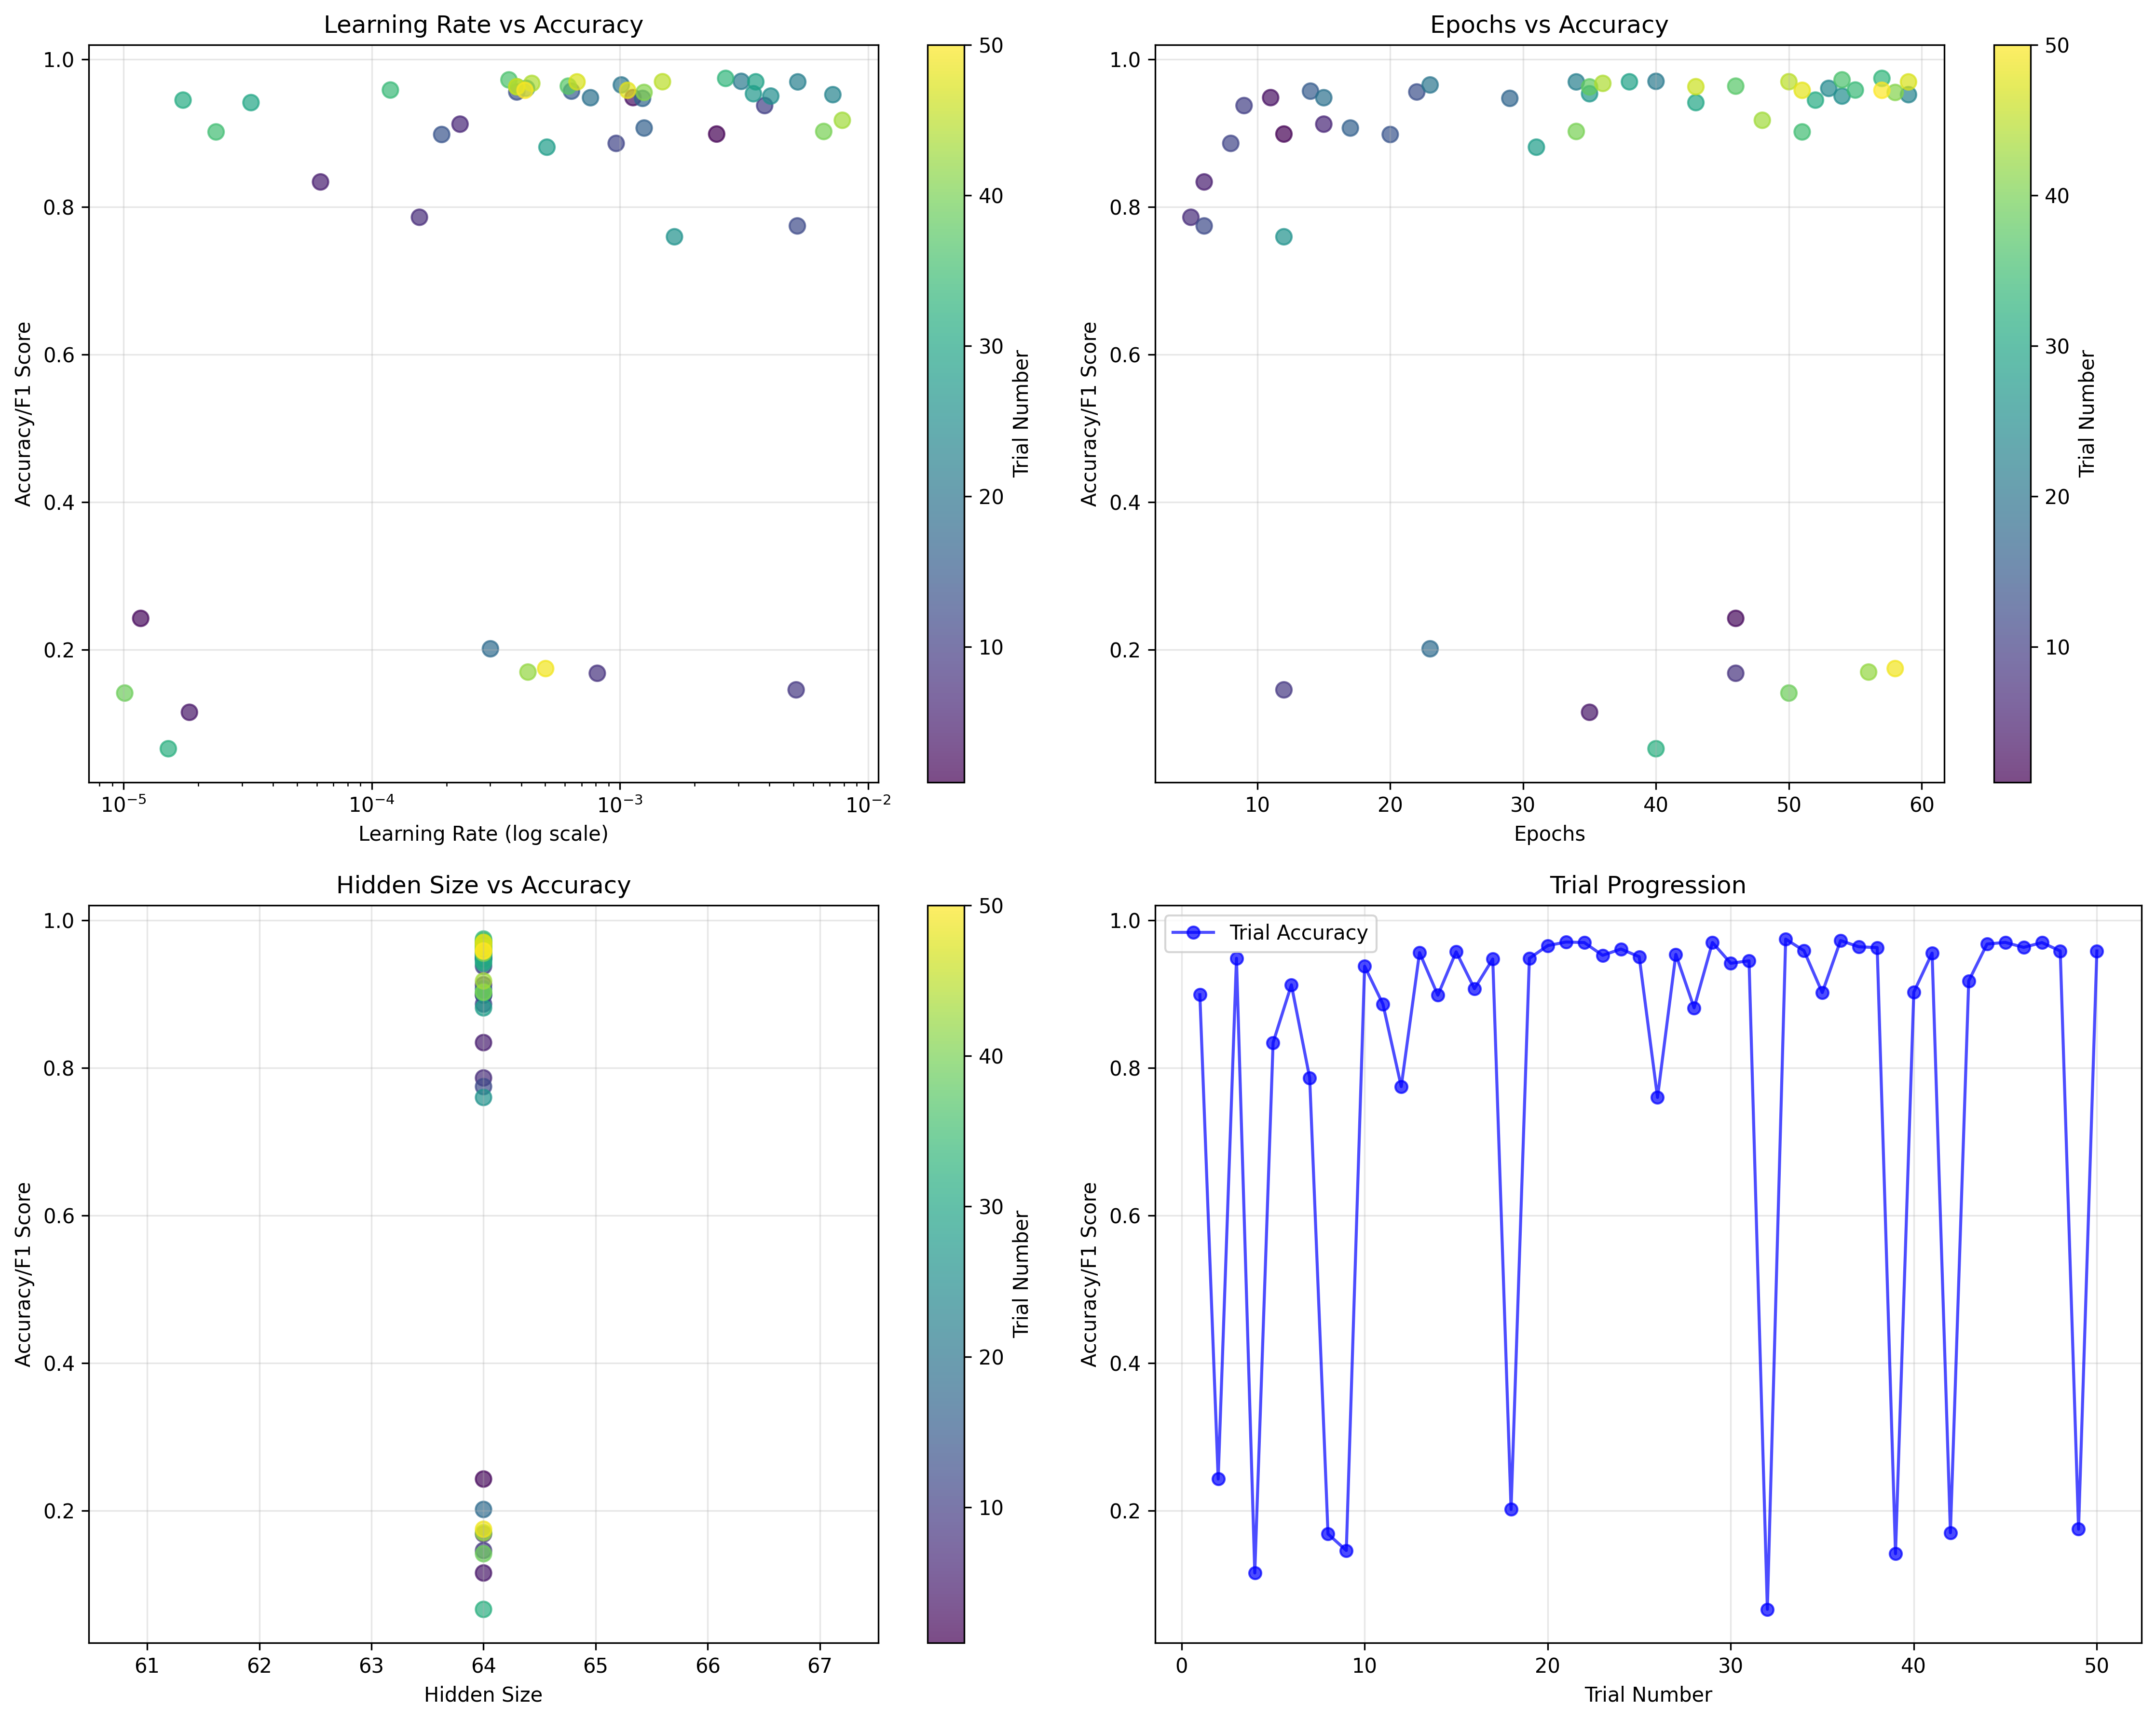 Learning Rate vs Accuracy
1.0
0.8
0.6
0.4
0.2
Accuracy/F1 Score
10⁻⁵ 10⁻⁴ 10⁻³ 10⁻²
Learning Rate (log scale)
50
40
30
20
10
Trial Number
Epochs vs Accuracy
1.0
0.8
0.6
0.4
0.2
Accuracy/F1 Score
10 20 30 40 50 60
Epochs
50
40
30
20
10
Trial Number
Hidden Size vs Accuracy
1.0
0.8
0.6
0.4
0.2
Accuracy/F1 Score
61 62 63 64 65 66 67
Hidden Size
50
40
30
20
10
Trial Number
Trial Progression
Trial Accuracy
1.0
0.8
0.6
0.4
0.2
Accuracy/F1 Score
0 10 20 30 40 50
Trial Number